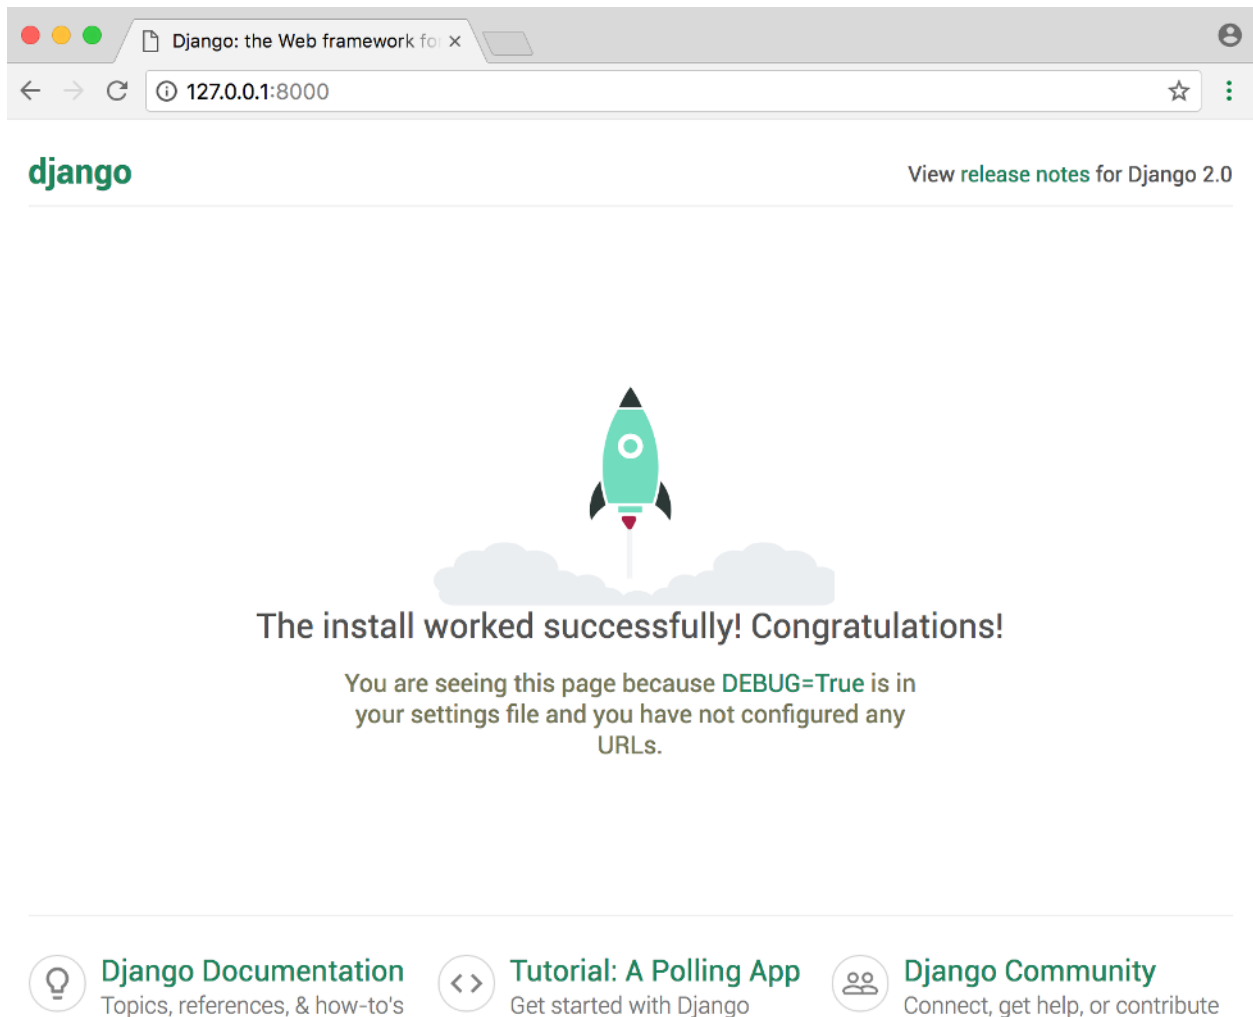 Django: the Web framework fo
127.0.0.1:8000
django
View release notes for Django 2.0
The install worked successfully! Congratulations!
You are seeing this page because DEBUG=True is in
your settings file and you have not configured any
URLs.
Django Documentation
Topics, references, & how-to's
Tutorial: A Polling App
Get started with Django
Django Community
Connect, get help, or contribute